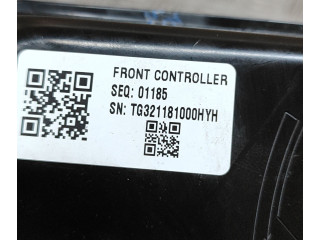 FRONT CONTROLLER
SEQ: 01185
SN: TG321181000HYH